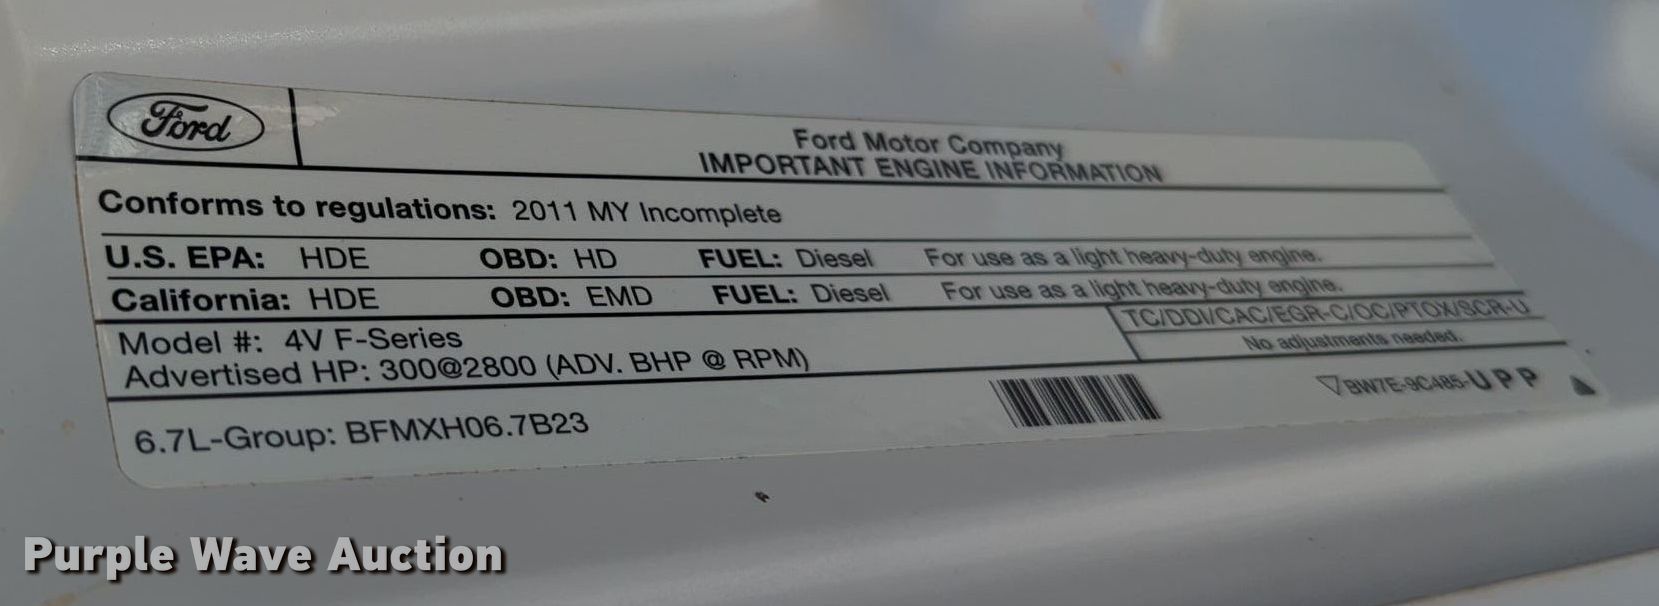 Ford
Ford Motor Company
IMPORTANT ENGINE INFORMATION
Conforms to regulations: 2011 MY Incomplete
U.S. EPA: HDE OBD: HD FUEL: Diesel For use as a light heavy-duty engine.
California: HDE OBD: EMD FUEL: Diesel For use as a light heavy-duty engine.
Model #: 4V F-Series
TC/DDI/CAC/EGR-C/OC/PTOX/SCR-U
Advertised HP: 300@2800 (ADV. BHP @ RPM)
No adjustments needed.
6.7L-Group: BFMXH06.7B23
BW7E-9C485-UPP
Purple Wave Auction